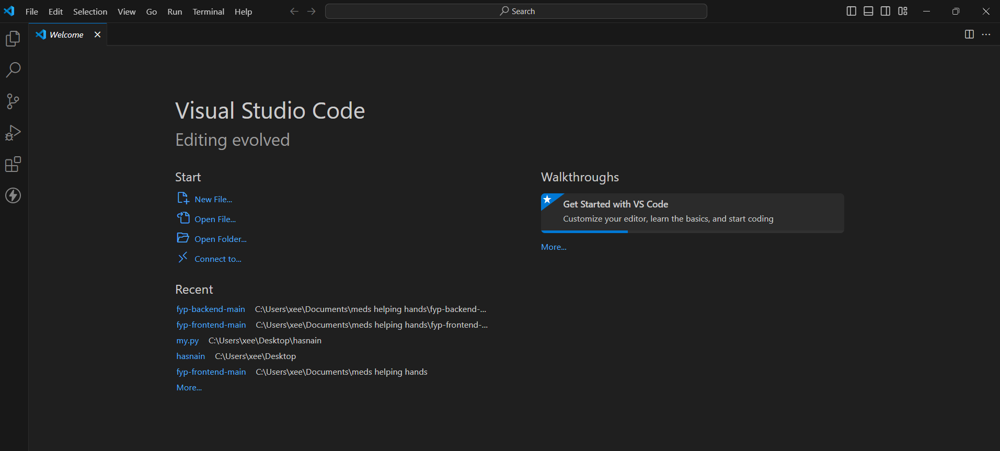 File Edit Selection View Go Run Terminal Help Search
Welcome
Visual Studio Code
Editing evolved
Start
New File...
Open File...
Open Folder...
Connect to...
Recent
fyp-backend-main C:\Users\xee\Documents\meds helping hands\fyp-backend-...
fyp-frontend-main C:\Users\xee\Documents\meds helping hands\fyp-frontend-...
my.py C:\Users\xee\Desktop\hasnain
hasnain C:\Users\xee\Desktop
fyp-frontend-main C:\Users\xee\Documents\meds helping hands
More...
Walkthroughs
Get Started with VS Code
Customize your editor, learn the basics, and start coding
More...